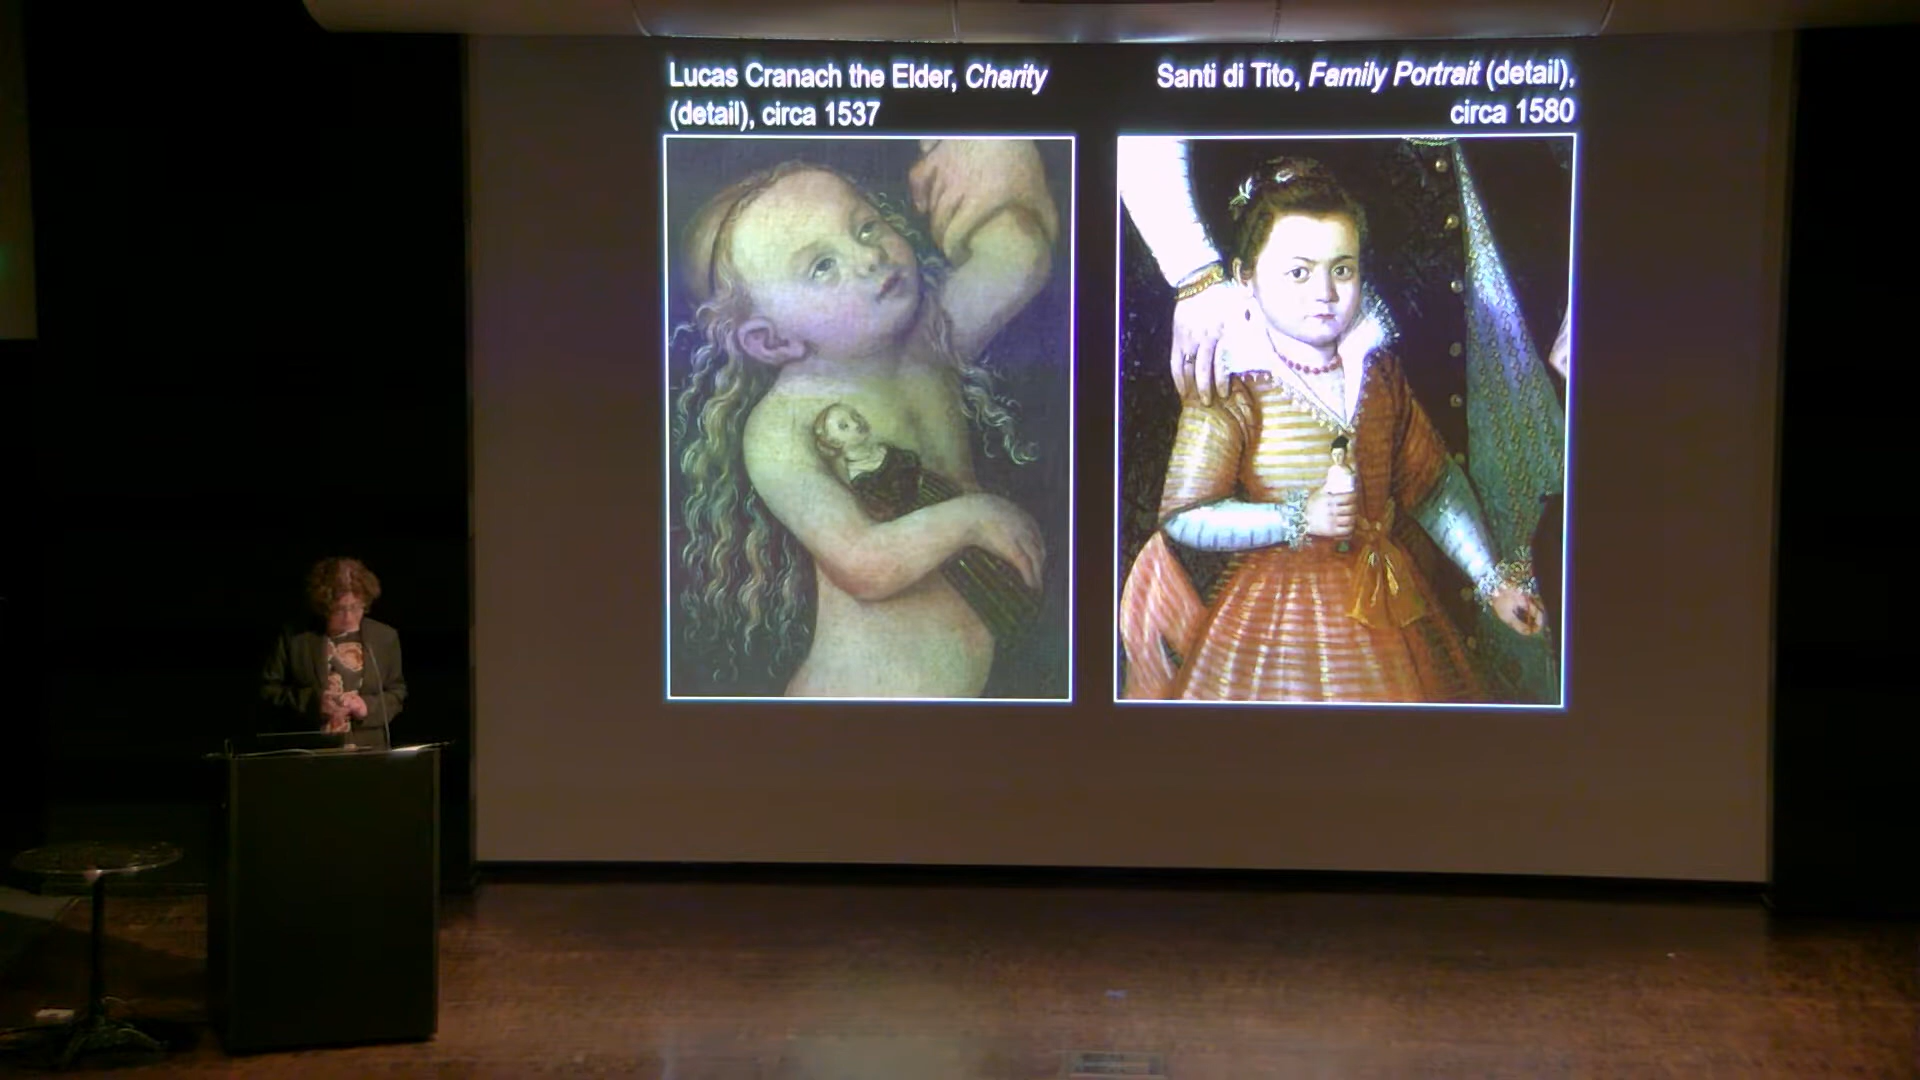 Lucas Cranach the Elder, Charity
(detail), circa 1537
Santi di Tito, Family Portrait (detail),
circa 1580